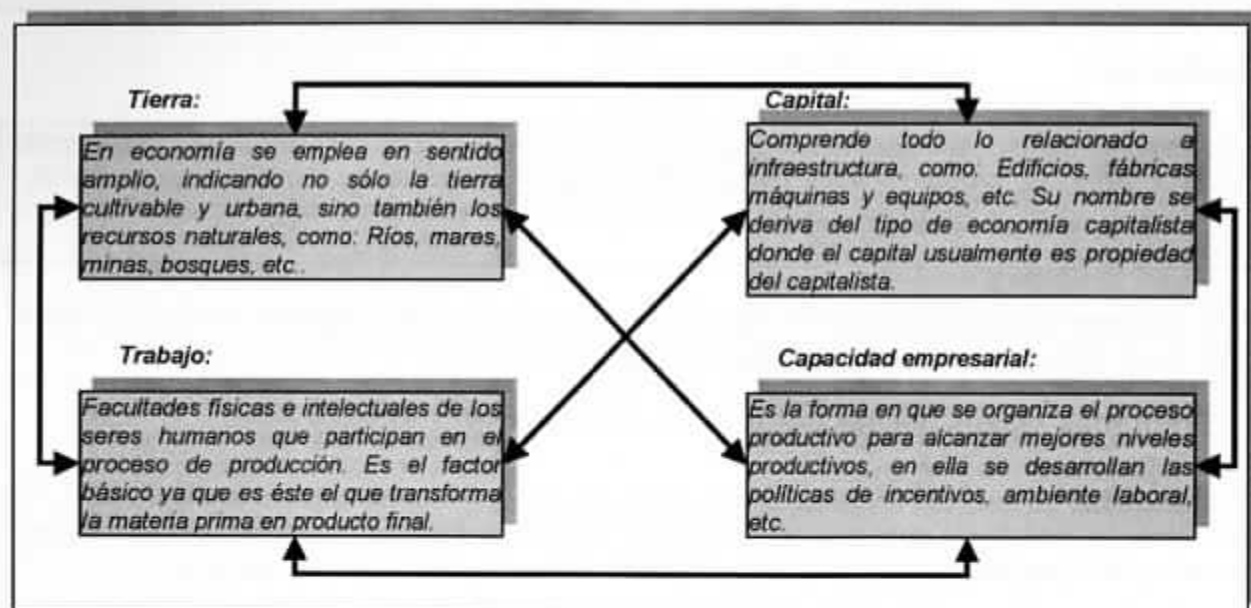 Tierra:
En economía se emplea en sentido
amplio, indicando no sólo la tierra
cultivable y urbana, sino también los
recursos naturales, como: Ríos, mares,
minas, bosques, etc..
Capital:
Comprende todo lo relacionado a
infraestructura, como: Edificios, fábricas
máquinas y equipos, etc. Su nombre se
deriva del tipo de economía capitalista
donde el capital usualmente es propiedad
del capitalista.
Trabajo:
Facultades físicas e intelectuales de los
seres humanos que participan en el
proceso de producción. Es el factor
básico ya que es éste el que transforma
la materia prima en producto final.
Capacidad empresarial:
Es la forma en que se organiza el proceso
productivo para alcanzar mejores niveles
productivos, en ella se desarrollan las
políticas de incentivos, ambiente laboral,
etc.